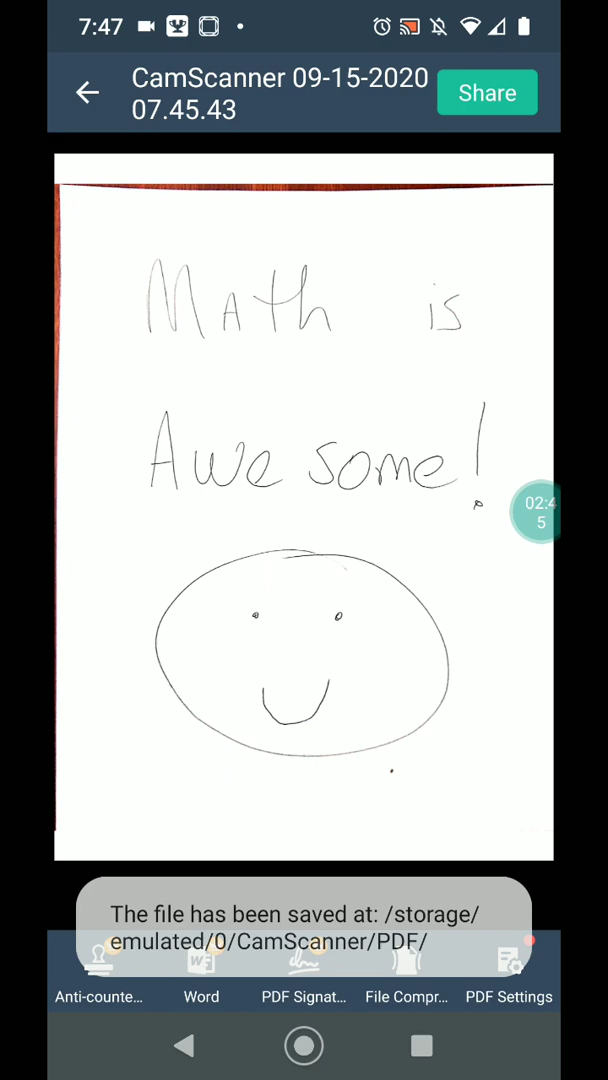 7:47
CamScanner 09-15-2020
07.45.43
Share
Math is
Awesome!
02:4
5
The file has been saved at: /storage/
emulated/0/CamScanner/PDF/
Anti-counte...
Word
PDF Signat...
File Compr...
PDF Settings